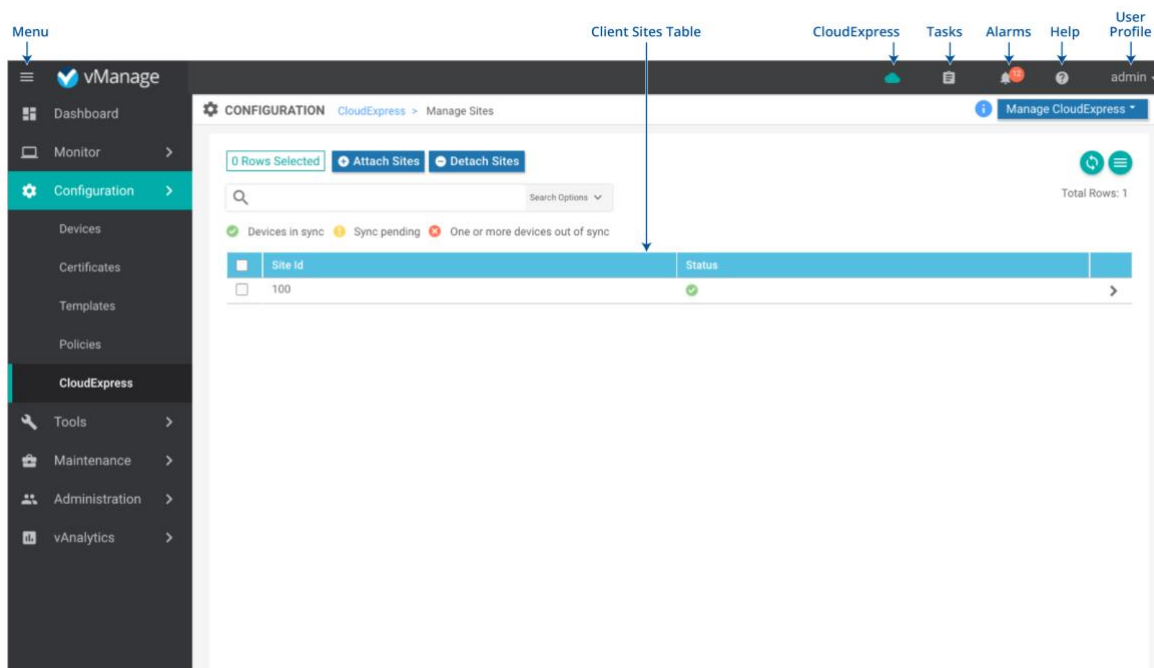 Menu
Client Sites Table
CloudExpress
Tasks
Alarms
Help
User
Profile
vManage
12
admin
Dashboard
CONFIGURATION CloudExpress > Manage Sites
Manage CloudExpress
Monitor
0 Rows Selected Attach Sites Detach Sites
Configuration
Search Options
Total Rows: 1
Devices
Devices in sync Sync pending One or more devices out of sync
Certificates
Site Id Status
100
Templates
Policies
CloudExpress
Tools
Maintenance
Administration
vAnalytics